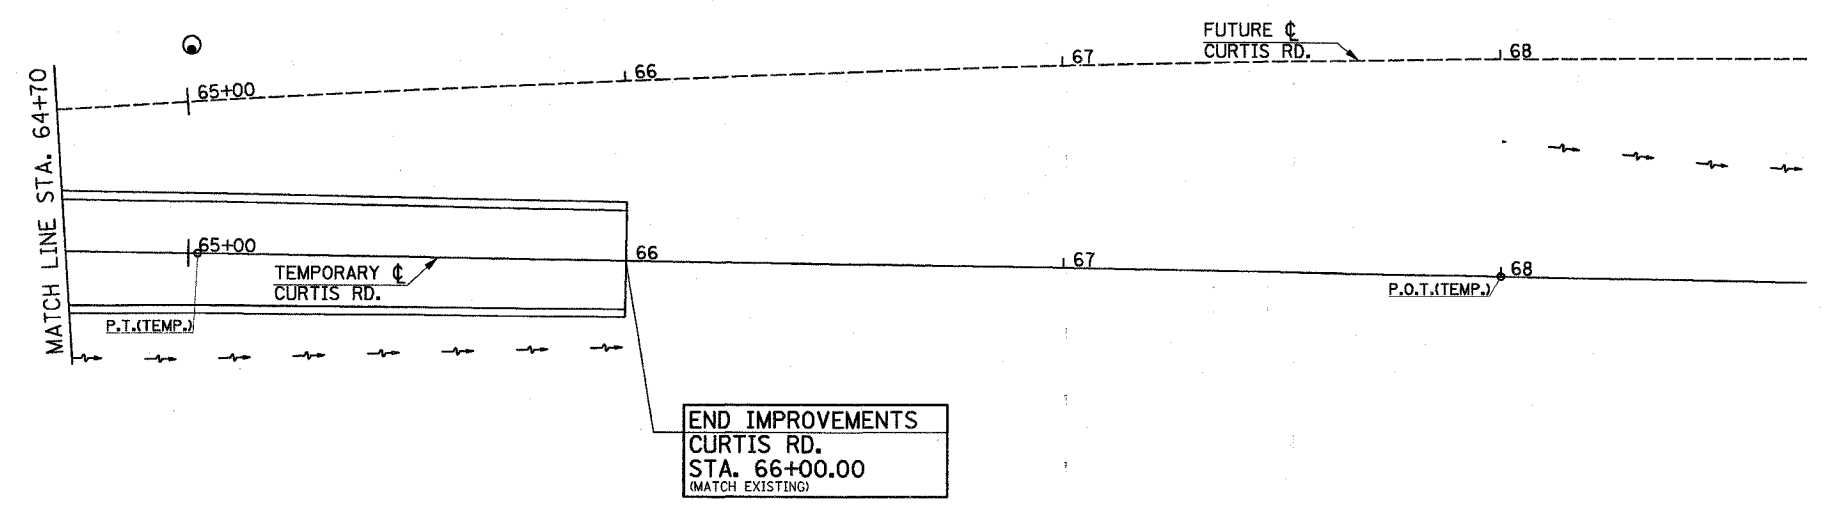 FUTURE ℄
CURTIS RD.
65+00
66
67
68
MATCH LINE STA. 64+70
65+00
66
67
68
TEMPORARY ℄
CURTIS RD.
P.T.(TEMP.)
P.O.T.(TEMP.)
END IMPROVEMENTS
CURTIS RD.
STA. 66+00.00
(MATCH EXISTING)